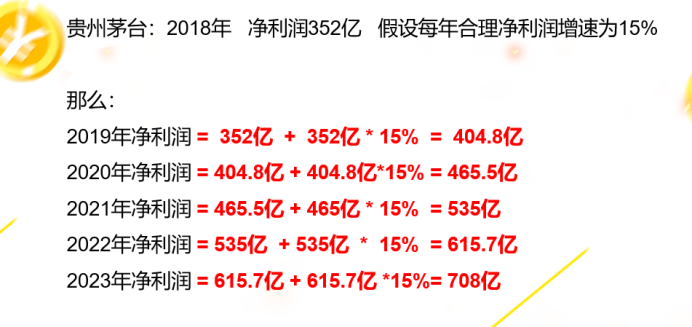 贵州茅台：2018年 净利润352亿 假设每年合理净利润增速为15%
那么：
2019年净利润 = 352亿 + 352亿 * 15% = 404.8亿
2020年净利润 = 404.8亿 + 404.8亿*15% = 465.5亿
2021年净利润 = 465.5亿 + 465亿 * 15% = 535亿
2022年净利润 = 535亿 + 535亿 * 15% = 615.7亿
2023年净利润 = 615.7亿 + 615.7亿 *15%= 708亿